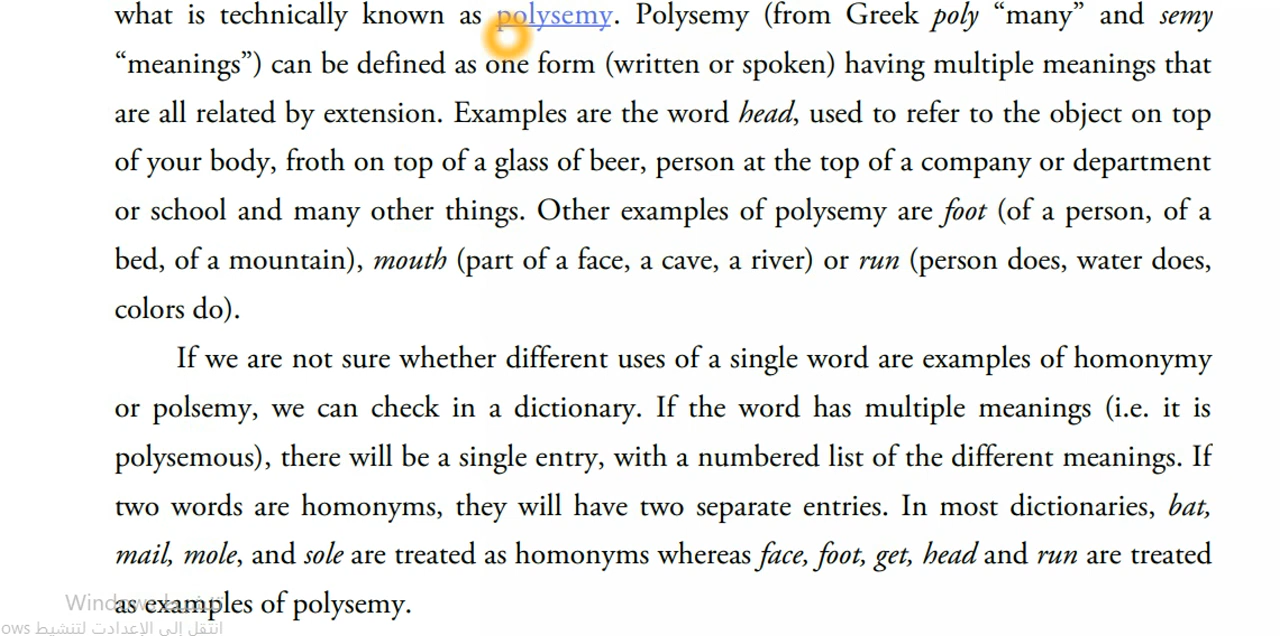 what is technically known as polysemy. Polysemy (from Greek poly “many” and semy
“meanings”) can be defined as one form (written or spoken) having multiple meanings that
are all related by extension. Examples are the word head, used to refer to the object on top
of your body, froth on top of a glass of beer, person at the top of a company or department
or school and many other things. Other examples of polysemy are foot (of a person, of a
bed, of a mountain), mouth (part of a face, a cave, a river) or run (person does, water does,
colors do).
If we are not sure whether different uses of a single word are examples of homonymy
or polsemy, we can check in a dictionary. If the word has multiple meanings (i.e. it is
polysemous), there will be a single entry, with a numbered list of the different meanings. If
two words are homonyms, they will have two separate entries. In most dictionaries, bat,
mail, mole, and sole are treated as homonyms whereas face, foot, get, head and run are treated
as examples of polysemy.
تنشيط Windows
انتقل إلى الإعدادت لتنشيط ows